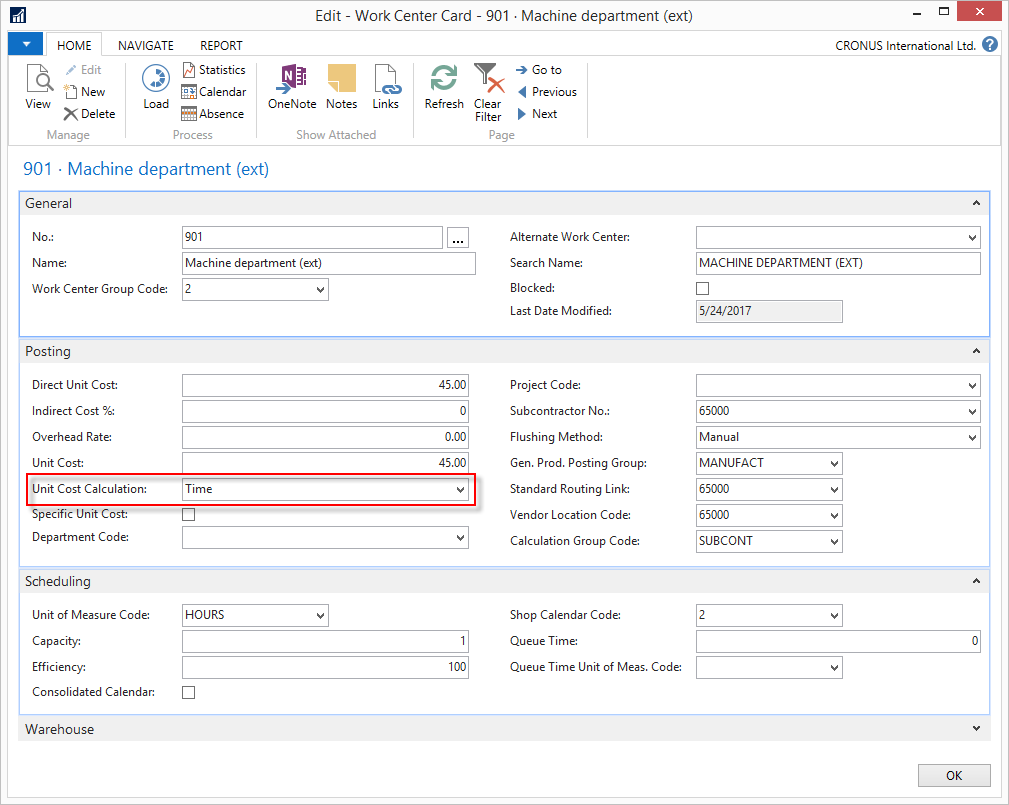 Edit - Work Center Card - 901 · Machine department (ext)
HOME NAVIGATE REPORT CRONUS International Ltd. ?
View
Edit
New
Delete
Manage
Load
Statistics
Calendar
Absence
Process
OneNote
Notes
Links
Show Attached
Refresh
Clear
Filter
Go to
Previous
Next
Page
901 · Machine department (ext)
General
No.: 901 ...
Name: Machine department (ext)
Work Center Group Code: 2
Alternate Work Center:
Search Name: MACHINE DEPARTMENT (EXT)
Blocked:
Last Date Modified: 5/24/2017
Posting
Direct Unit Cost: 45.00
Indirect Cost %: 0
Overhead Rate: 0.00
Unit Cost: 45.00
Unit Cost Calculation: Time
Specific Unit Cost:
Department Code:
Project Code:
Subcontractor No.: 65000
Flushing Method: Manual
Gen. Prod. Posting Group: MANUFACT
Standard Routing Link: 65000
Vendor Location Code: 65000
Calculation Group Code: SUBCONT
Scheduling
Unit of Measure Code: HOURS
Capacity: 1
Efficiency: 100
Consolidated Calendar:
Shop Calendar Code: 2
Queue Time: 0
Queue Time Unit of Meas. Code:
Warehouse
OK